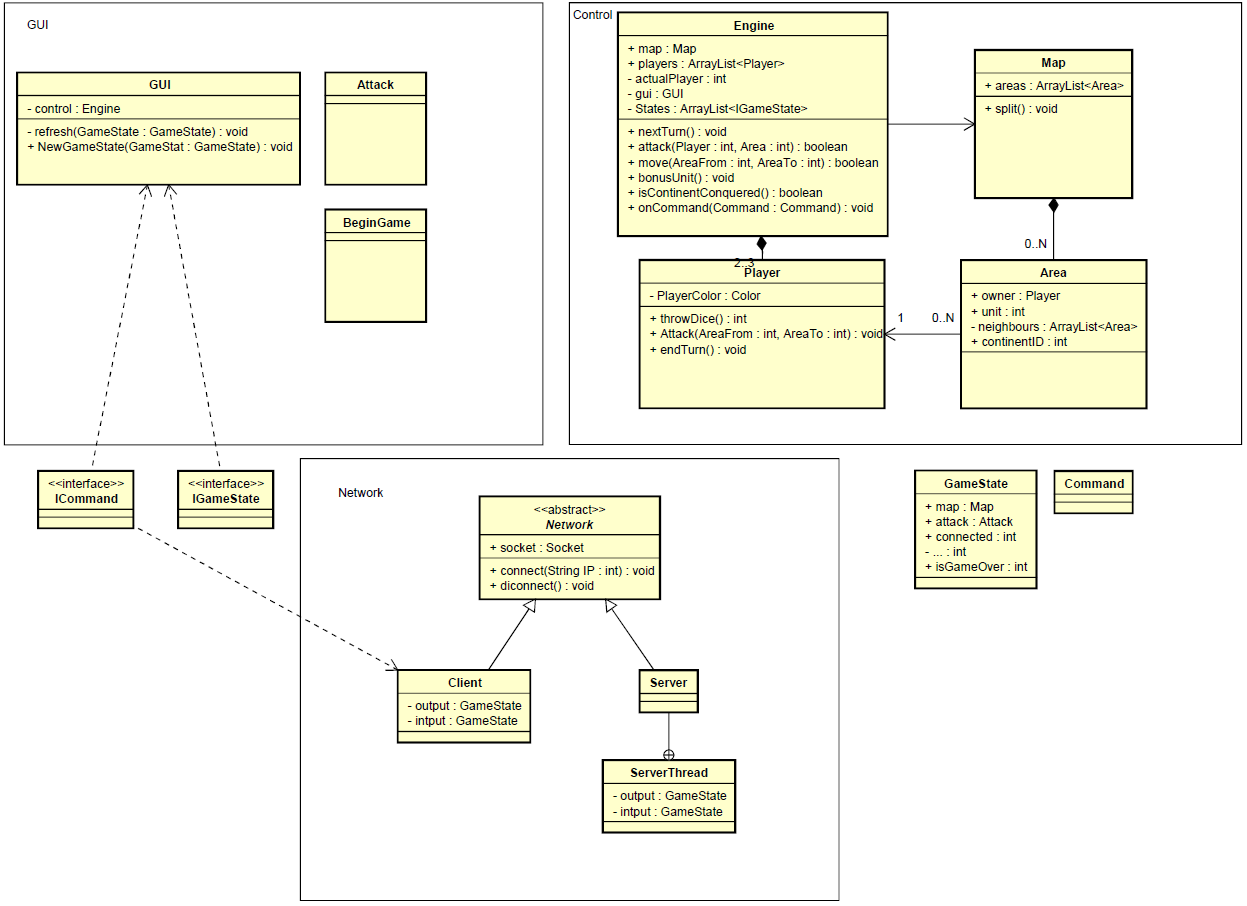 GUI
GUI
- control : Engine
- refresh(GameState : GameState) : void
+ NewGameState(GameStat : GameState) : void
Attack
BeginGame
Control
Engine
+ map : Map
+ players : ArrayList<Player>
- actualPlayer : int
- gui : GUI
- States : ArrayList<IGameState>
+ nextTurn() : void
+ attack(Player : int, Area : int) : boolean
+ move(AreaFrom : int, AreaTo : int) : boolean
+ bonusUnit() : void
+ isContinentConquered() : boolean
+ onCommand(Command : Command) : void
Map
+ areas : ArrayList<Area>
+ split() : void
0..N
2..3
Player
- PlayerColor : Color
+ throwDice() : int
+ Attack(AreaFrom : int, AreaTo : int) : void
+ endTurn() : void
1
0..N
Area
+ owner : Player
+ unit : int
- neighbours : ArrayList<Area>
+ continentID : int
<<interface>>
ICommand
<<interface>>
IGameState
Network
<<abstract>>
Network
+ socket : Socket
+ connect(String IP : int) : void
+ diconnect() : void
Client
- output : GameState
- intput : GameState
Server
ServerThread
- output : GameState
- intput : GameState
GameState
+ map : Map
+ attack : Attack
+ connected : int
- ... : int
+ isGameOver : int
Command